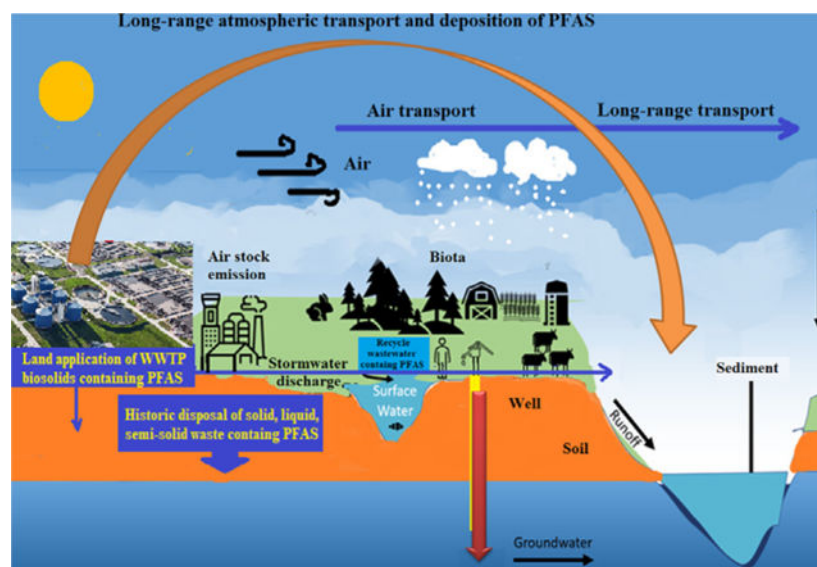 Long-range atmospheric transport and deposition of PFAS
Air transport
Long-range transport
Air
Air stock
emission
Biota
Land application of WWTP
biosolids containing PFAS
Stormwater
discharge
Recycle
wastewater
containing PFAS
Surface
Water
Sediment
Historic disposal of solid, liquid,
semi-solid waste containg PFAS
Well
Soil
Runoff
Groundwater